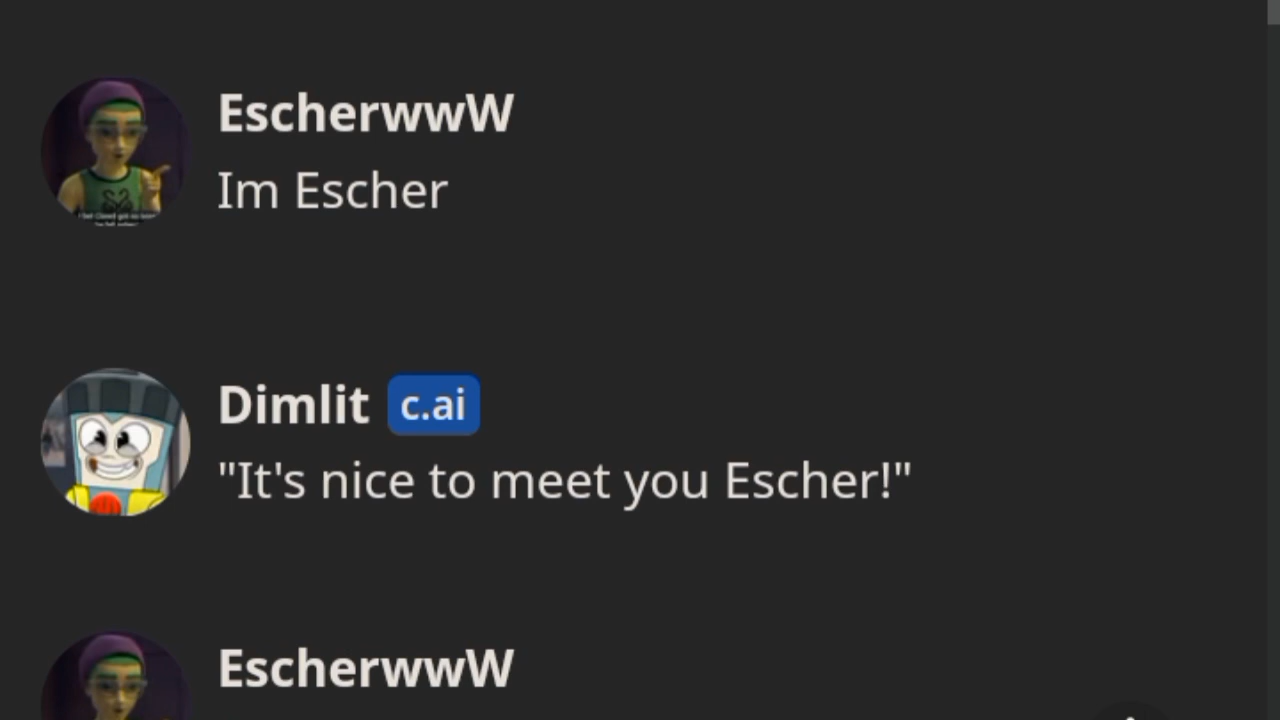 EscherwwW
Im Escher
Dimlit c.ai
"It's nice to meet you Escher!"
EscherwwW